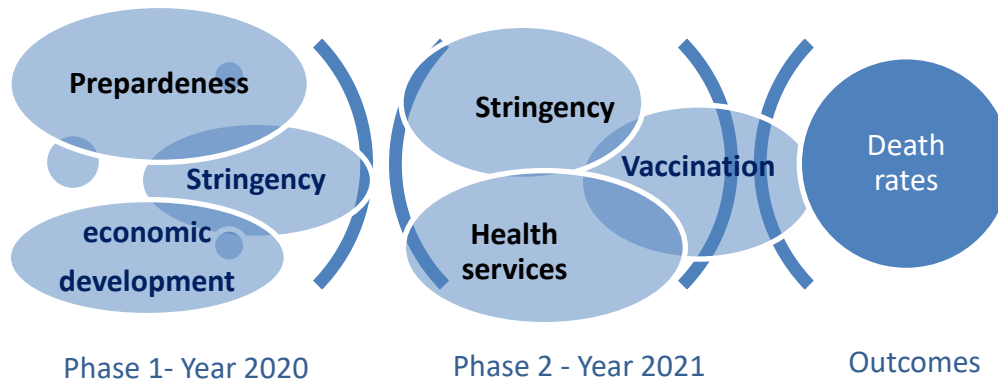 Prepardeness
Stringency
economic
development
Phase 1- Year 2020
Stringency
Vaccination
Health
services
Phase 2 - Year 2021
Death
rates
Outcomes